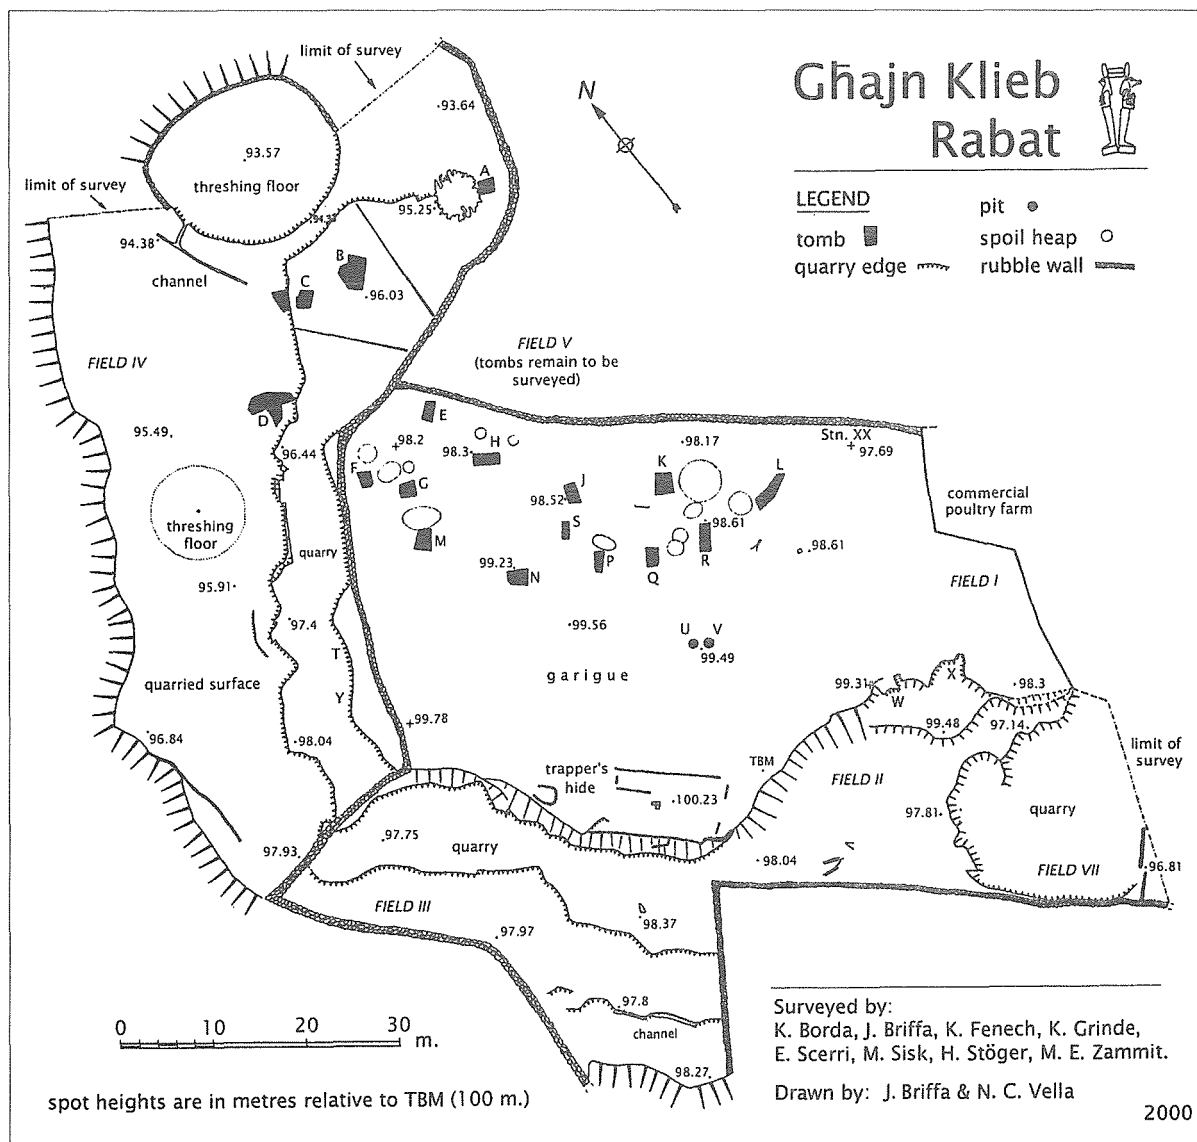 Għajn Klieb
Rabat
LEGEND
tomb
quarry edge
pit
spoil heap
rubble wall
N
limit of survey
93.64
93.57
threshing floor
A
limit of survey
95.25
94.33
94.38
channel
B
C
96.03
FIELD IV
FIELD V
(tombs remain to be
surveyed)
D
E
95.49
96.44
98.2
98.3
H
98.17
Stn. XX
97.69
F
G
J
K
L
98.52
commercial
poultry farm
threshing
floor
quarry
M
S
98.61
98.61
99.23
N
P
Q
R
FIELD I
95.91
97.4
99.56
U
V
99.49
T
garigue
quarried surface
Y
99.31
W
X
98.3
99.78
99.48
97.14
96.84
98.04
limit of
survey
trapper's
hide
TBM
FIELD II
100.23
97.81
quarry
97.75
97.93
quarry
98.04
FIELD VII
96.81
FIELD III
98.37
97.97
97.8
channel
98.27
0 10 20 30 m.
spot heights are in metres relative to TBM (100 m.)
Surveyed by:
K. Borda, J. Briffa, K. Fenech, K. Grinde,
E. Scerri, M. Sisk, H. Stöger, M. E. Zammit.
Drawn by: J. Briffa & N. C. Vella
2000